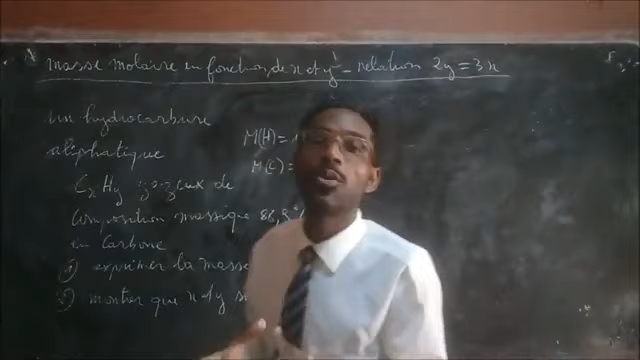 masse molaire en fonction de x et y - relation 2y = 3x
un hydrocarbure
aliphatique
M(H) =
M(C) =
CxHy gazeux de
composition massique 88,8
en carbone
a) exprimer la masse
b) montrer que x et y